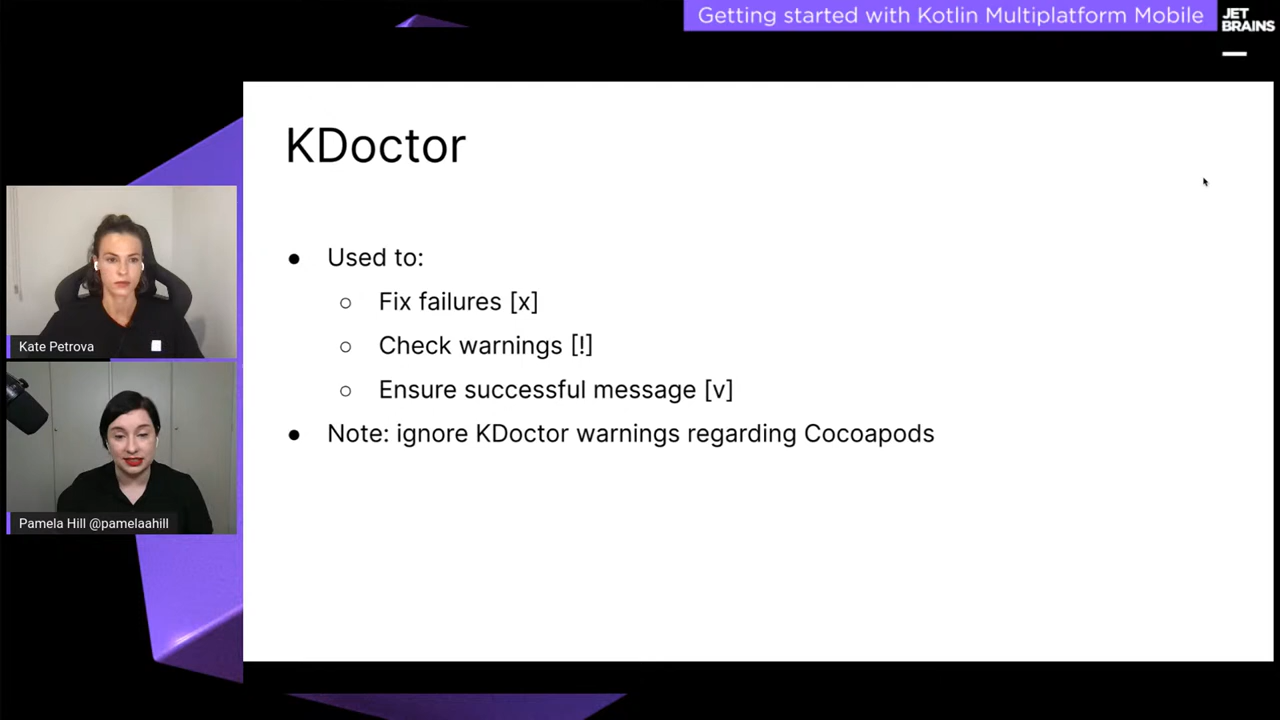 Getting started with Kotlin Multiplatform Mobile
JET
BRAINS
KDoctor
● Used to:
○ Fix failures [x]
○ Check warnings [!]
○ Ensure successful message [v]
● Note: ignore KDoctor warnings regarding Cocoapods
Kate Petrova
Pamela Hill @pamelaahill